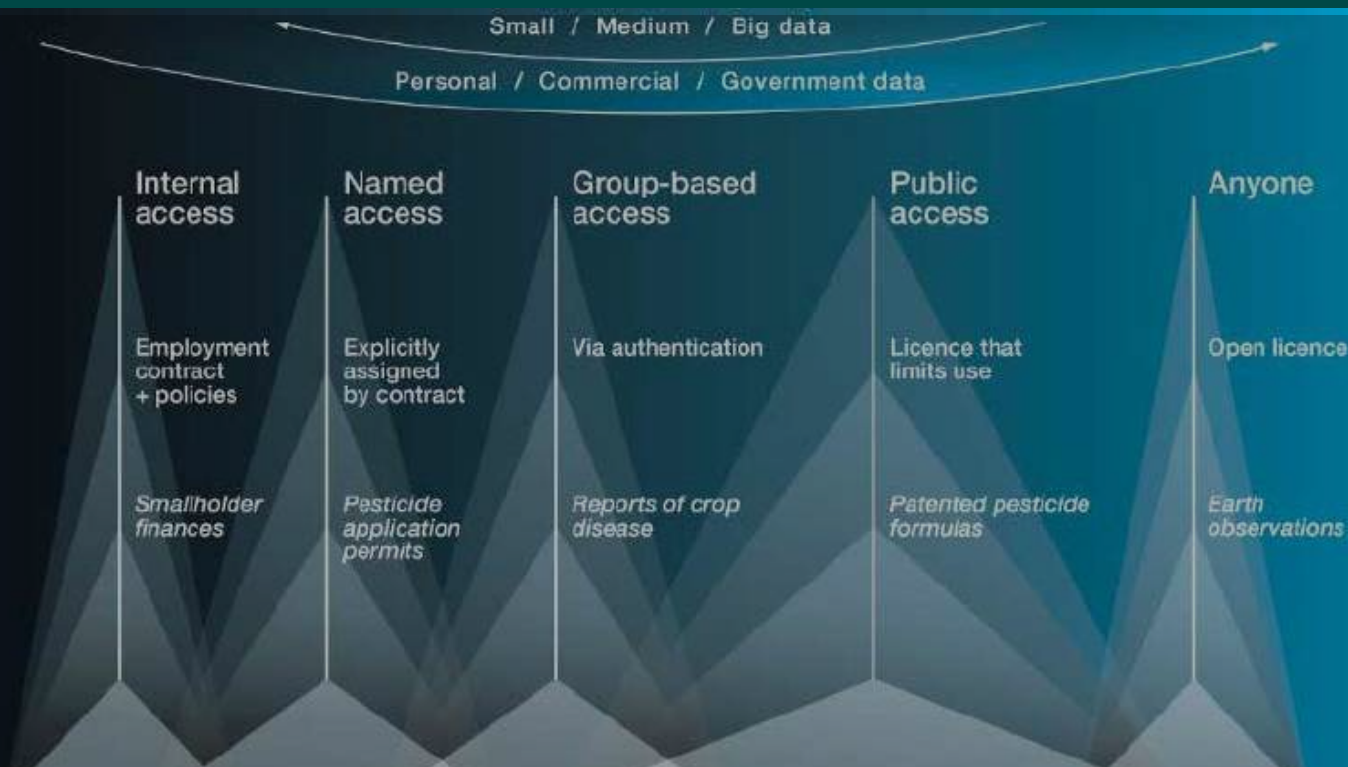 Small / Medium / Big data
Personal / Commercial / Government data
Internal
access
Named
access
Group-based
access
Public
access
Anyone
Employment
contract
+ policies
Explicitly
assigned
by contract
Via authentication
Licence that
limits use
Open licence
Smallholder
finances
Pesticide
application
permits
Reports of crop
disease
Patented pesticide
formulas
Earth
observations